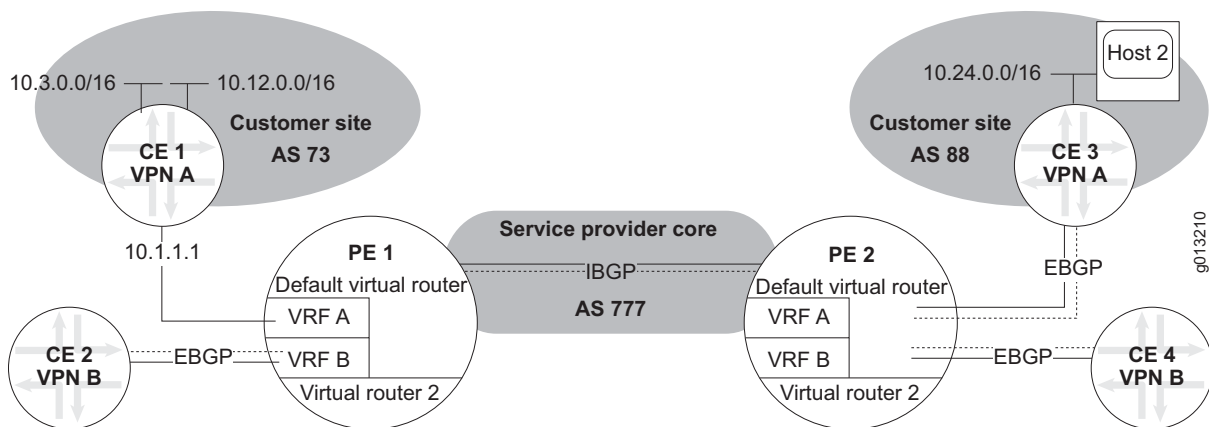 10.3.0.0/16
10.12.0.0/16
Customer site
AS 73
CE 1
VPN A
10.1.1.1
CE 2
VPN B
EBGP
PE 1
Default virtual router
VRF A
VRF B
Virtual router 2
Service provider core
IBGP
AS 777
PE 2
Default virtual router
VRF A
VRF B
Virtual router 2
10.24.0.0/16
Host 2
Customer site
AS 88
CE 3
VPN A
EBGP
EBGP
CE 4
VPN B
g013210